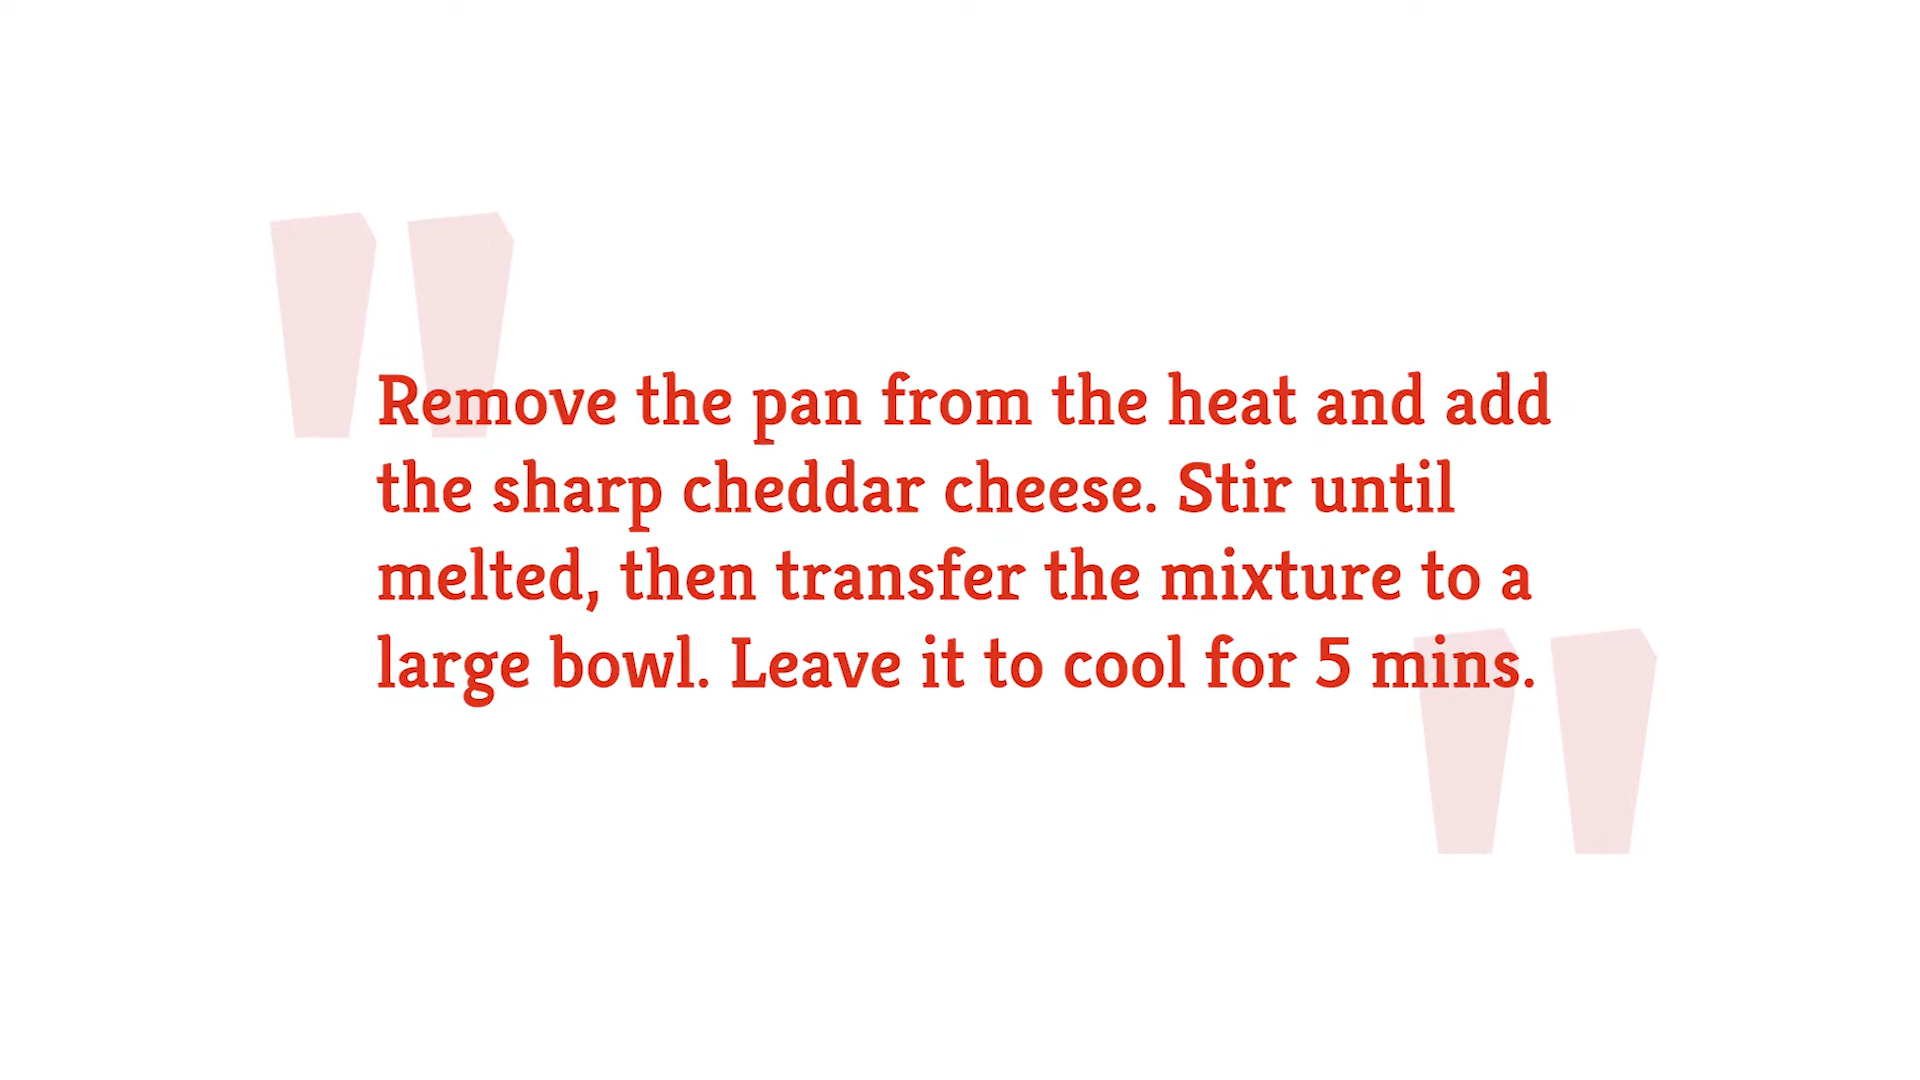 Remove the pan from the heat and add
the sharp cheddar cheese. Stir until
melted, then transfer the mixture to a
large bowl. Leave it to cool for 5 mins.